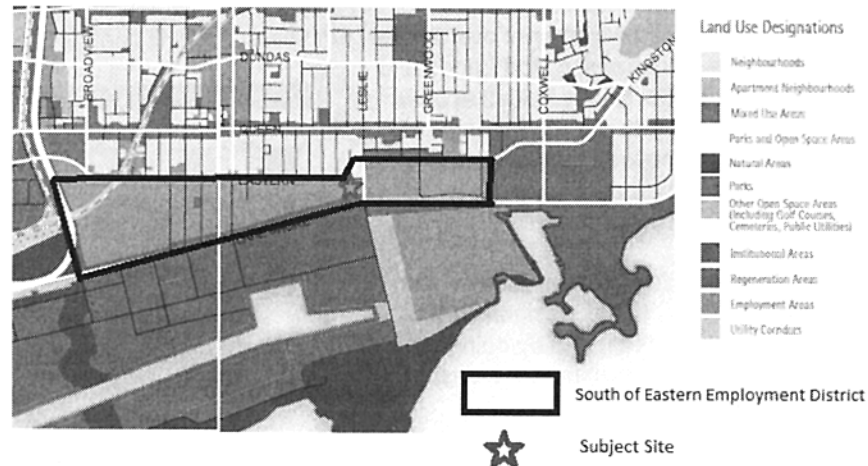 BROADVIEW
DUNDAS
LESLIE
GREENWOOD
COXWELL
KINGSTON
QUEEN
EASTERN
Land Use Designations
Neighbourhoods
Apartment Neighbourhoods
Mixed Use Areas
Parks and Open Space Areas
Natural Areas
Parks
Other Open Space Areas
(Including Golf Courses,
Cemeteries, Public Utilities)
Institutional Areas
Regeneration Areas
Employment Areas
Utility Corridors
South of Eastern Employment District
Subject Site